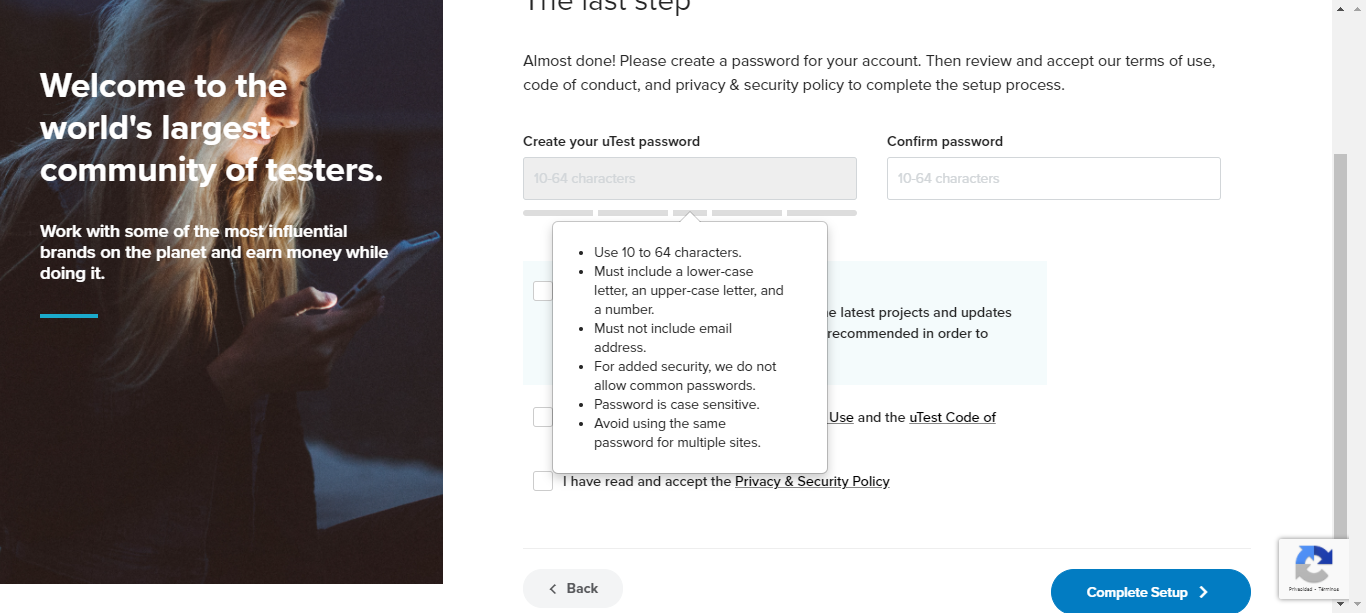 The last step
Welcome to the
world's largest
community of testers.
Work with some of the most influential
brands on the planet and earn money while
doing it.
Almost done! Please create a password for your account. Then review and accept our terms of use,
code of conduct, and privacy & security policy to complete the setup process.
Create your uTest password
Confirm password
10-64 characters
10-64 characters
Use 10 to 64 characters.
Must include a lower-case
letter, an upper-case letter, and
a number.
Must not include email
address.
For added security, we do not
allow common passwords.
Password is case sensitive.
Avoid using the same
password for multiple sites.
latest projects and updates
recommended in order to
Use and the uTest Code of
I have read and accept the Privacy & Security Policy
Back
Complete Setup
Privacidad - Términos